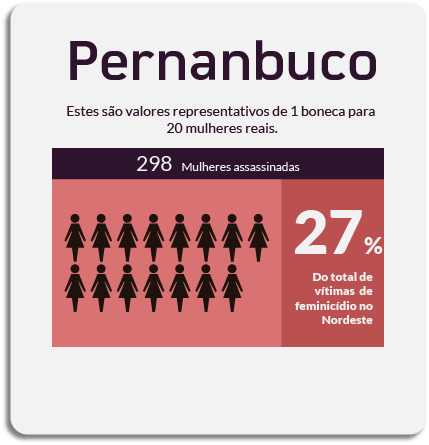 Pernanbuco
Estes são valores representativos de 1 boneca para
20 mulheres reais.
298 Mulheres assassinadas
27%
Do total de
vítimas de
feminicídio no
Nordeste